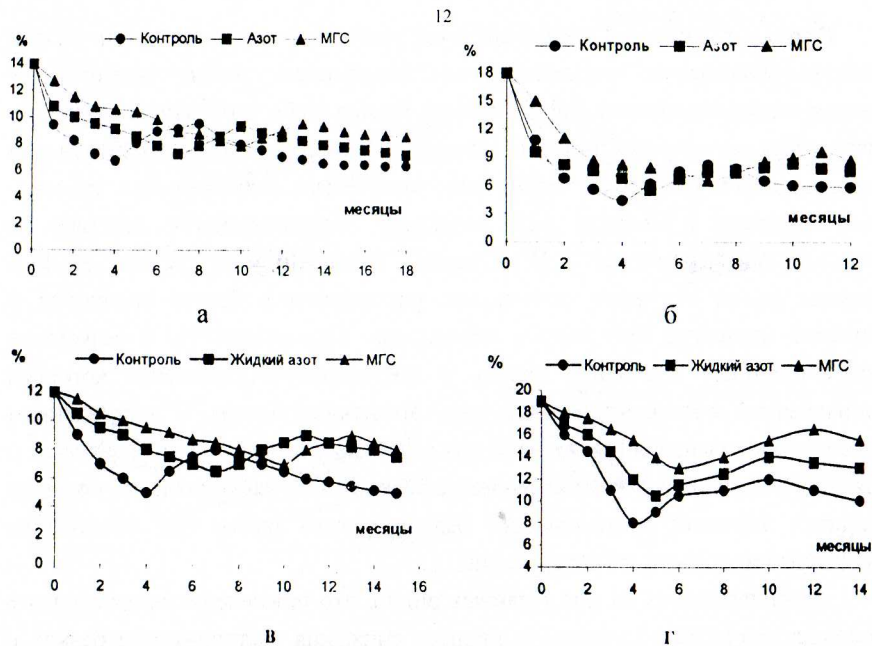 12
% Контроль Азот МГС
14
12
10
8
6
4
2
0
месяцы
0 2 4 6 8 10 12 14 16 18
а
% Контроль Азот МГС
18
15
12
9
6
3
0
месяцы
0 2 4 6 8 10 12
б
% Контроль Жидкий азот МГС
12
10
8
6
4
2
0
месяцы
0 2 4 6 8 10 12 14 16
в
% Контроль Жидкий азот МГС
20
18
16
14
12
10
8
6
4
месяцы
0 2 4 6 8 10 12 14
г